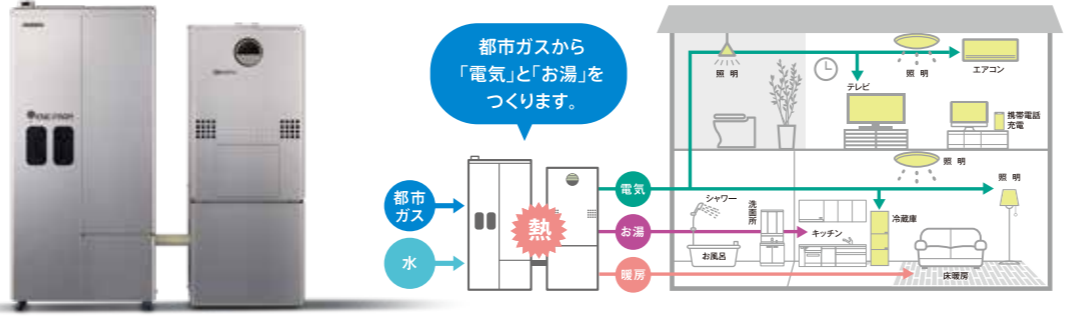 都市ガスから
「電気」と「お湯」を
つくります。
都市
ガス
水
熱
電気
お湯
暖房
照明
テレビ
照明
エアコン
携帯電話
充電
照明
照明
シャワー
洗面所
キッチン
冷蔵庫
お風呂
床暖房